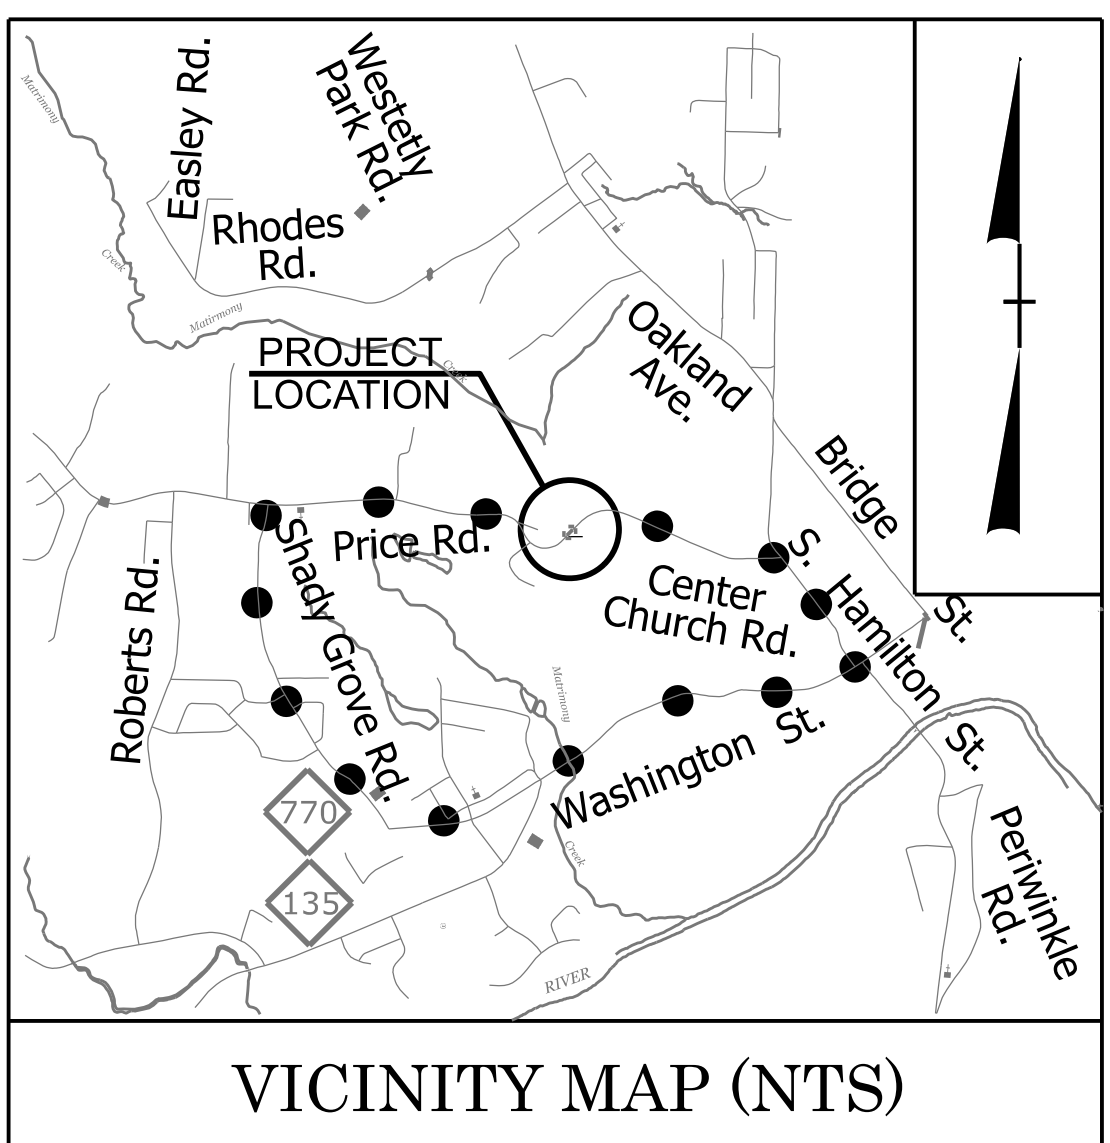 Matrimony
Easley Rd.
Westetly
Park Rd.
Rhodes
Rd.
Creek
Matirmony
PROJECT
LOCATION
Creek
Oakland
Ave.
Bridge
St.
Price Rd.
Shady Grove Rd.
Center
Church Rd.
S. Hamilton St.
Roberts Rd.
Matrimony
Washington St.
770
135
Creek
Periwinkle
Rd.
RIVER
VICINITY MAP (NTS)